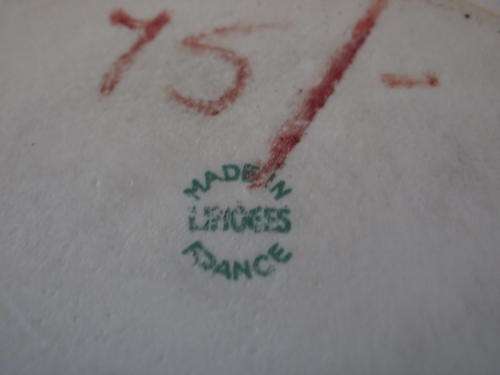 75/-
MADE IN
LIMOGES
FRANCE